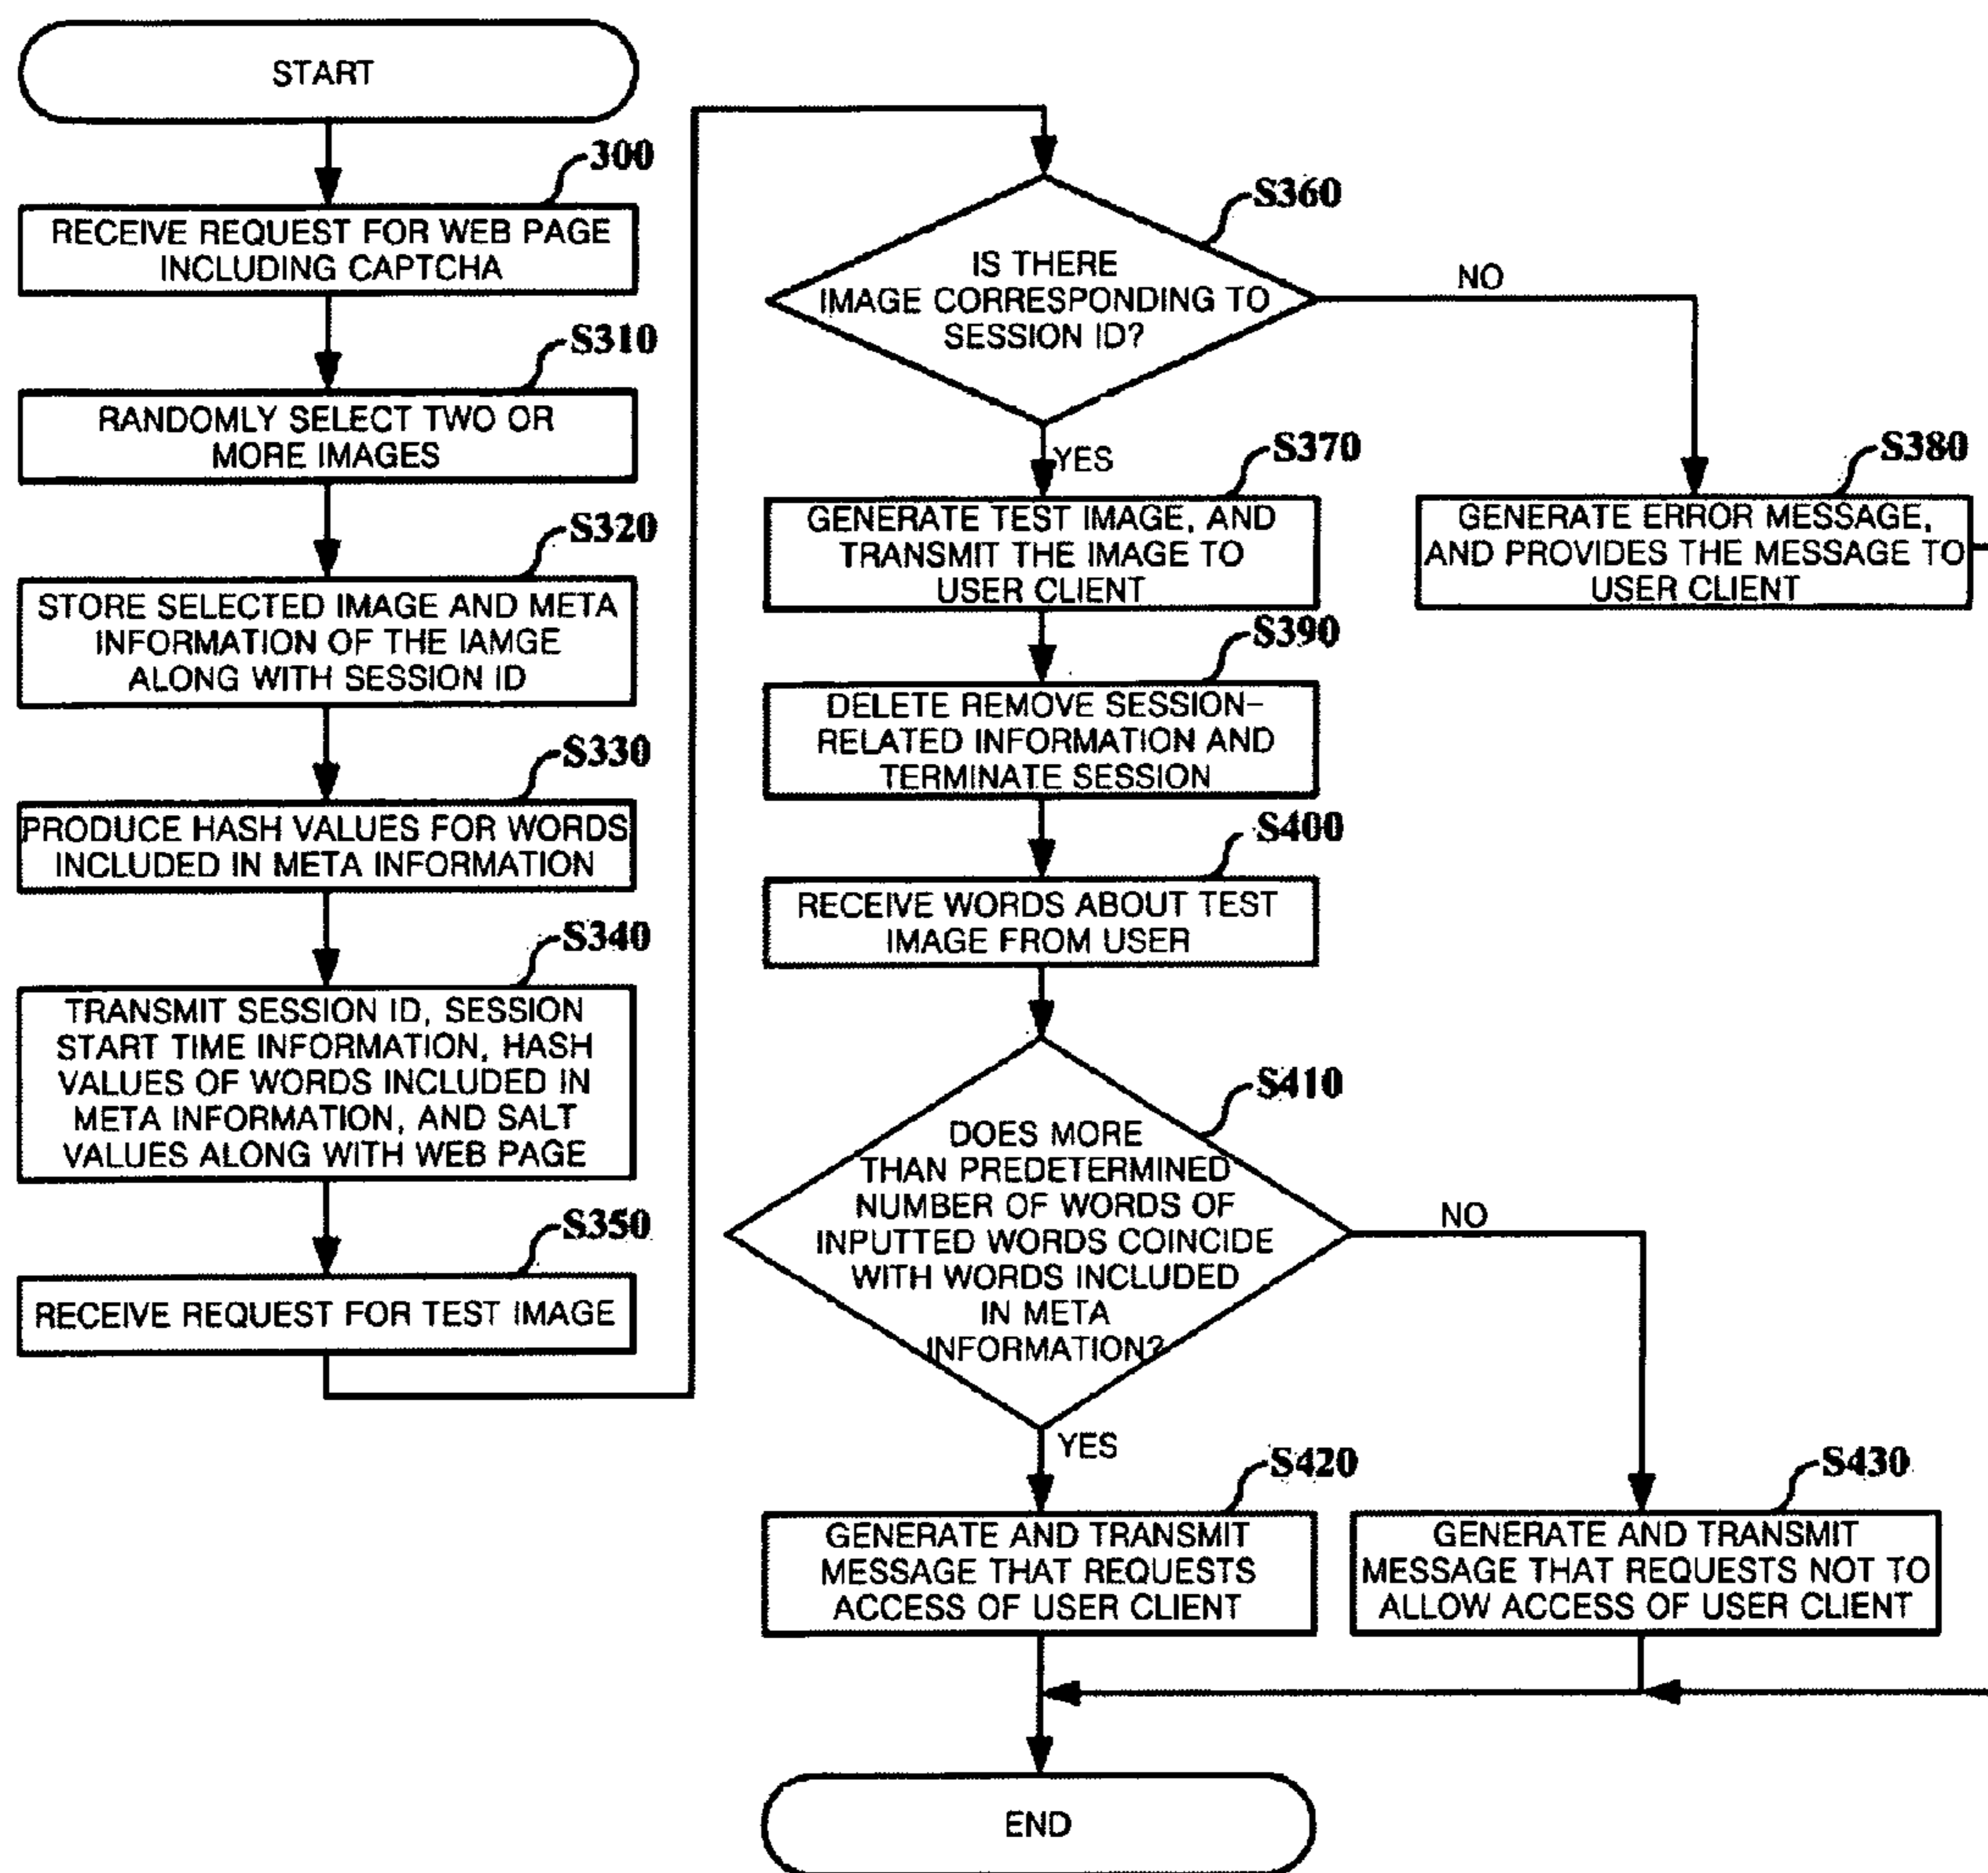 START
300
RECEIVE REQUEST FOR WEB PAGE
INCLUDING CAPTCHA
S310
RANDOMLY SELECT TWO OR
MORE IMAGES
S320
STORE SELECTED IMAGE AND META
INFORMATION OF THE IAMGE
ALONG WITH SESSION ID
S330
PRODUCE HASH VALUES FOR WORDS
INCLUDED IN META INFORMATION
S340
TRANSMIT SESSION ID, SESSION
START TIME INFORMATION, HASH
VALUES OF WORDS INCLUDED IN
META INFORMATION, AND SALT
VALUES ALONG WITH WEB PAGE
S350
RECEIVE REQUEST FOR TEST IMAGE
S360
IS THERE
IMAGE CORRESPONDING TO
SESSION ID?
NO
YES
S370
GENERATE TEST IMAGE, AND
TRANSMIT THE IMAGE TO
USER CLIENT
S380
GENERATE ERROR MESSAGE,
AND PROVIDES THE MESSAGE TO
USER CLIENT
S390
DELETE REMOVE SESSION-
RELATED INFORMATION AND
TERMINATE SESSION
S400
RECEIVE WORDS ABOUT TEST
IMAGE FROM USER
S410
DOES MORE
THAN PREDETERMINED
NUMBER OF WORDS OF
INPUTTED WORDS COINCIDE
WITH WORDS INCLUDED
IN META
INFORMATION?
NO
YES
S420
GENERATE AND TRANSMIT
MESSAGE THAT REQUESTS
ACCESS OF USER CLIENT
S430
GENERATE AND TRANSMIT
MESSAGE THAT REQUESTS NOT TO
ALLOW ACCESS OF USER CLIENT
END